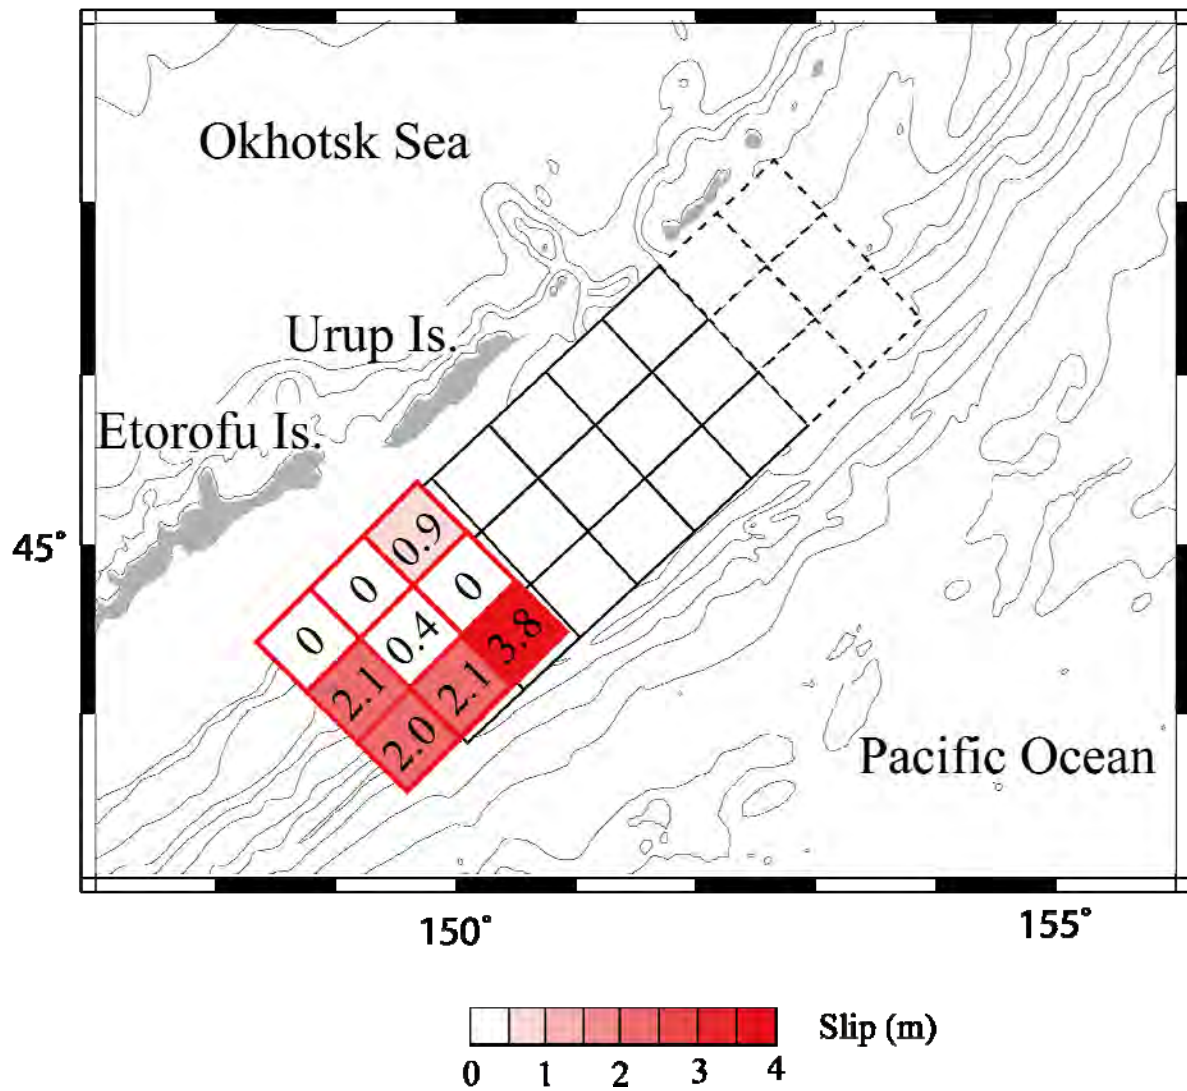 Okhotsk Sea
Urup Is.
Etorofu Is.
45°
0.9
0
0
0
0.4
3.8
2.1
2.1
2.0
Pacific Ocean
150°
155°
Slip (m)
0 1 2 3 4